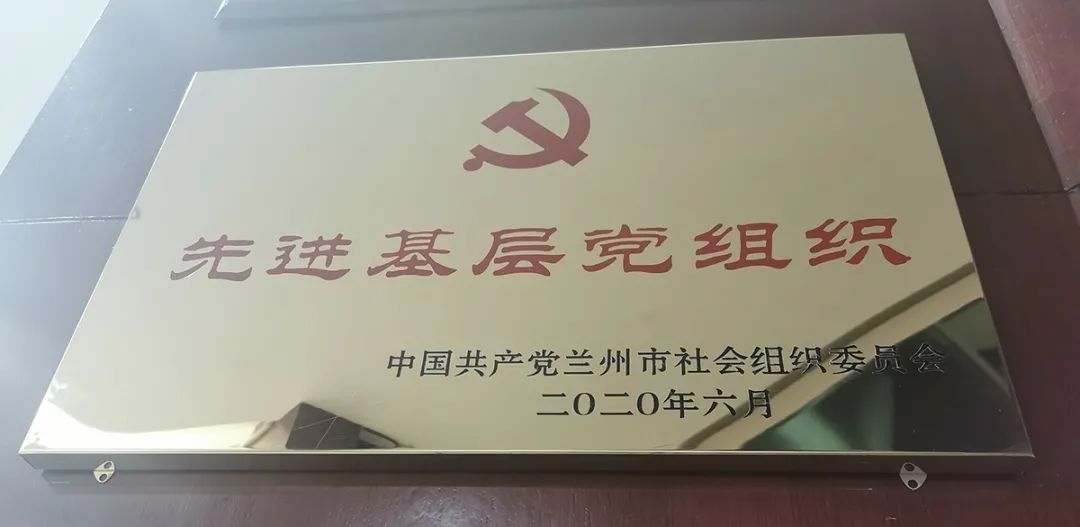 先进基层党组织
中国共产党兰州市社会组织委员会
二〇二〇年六月